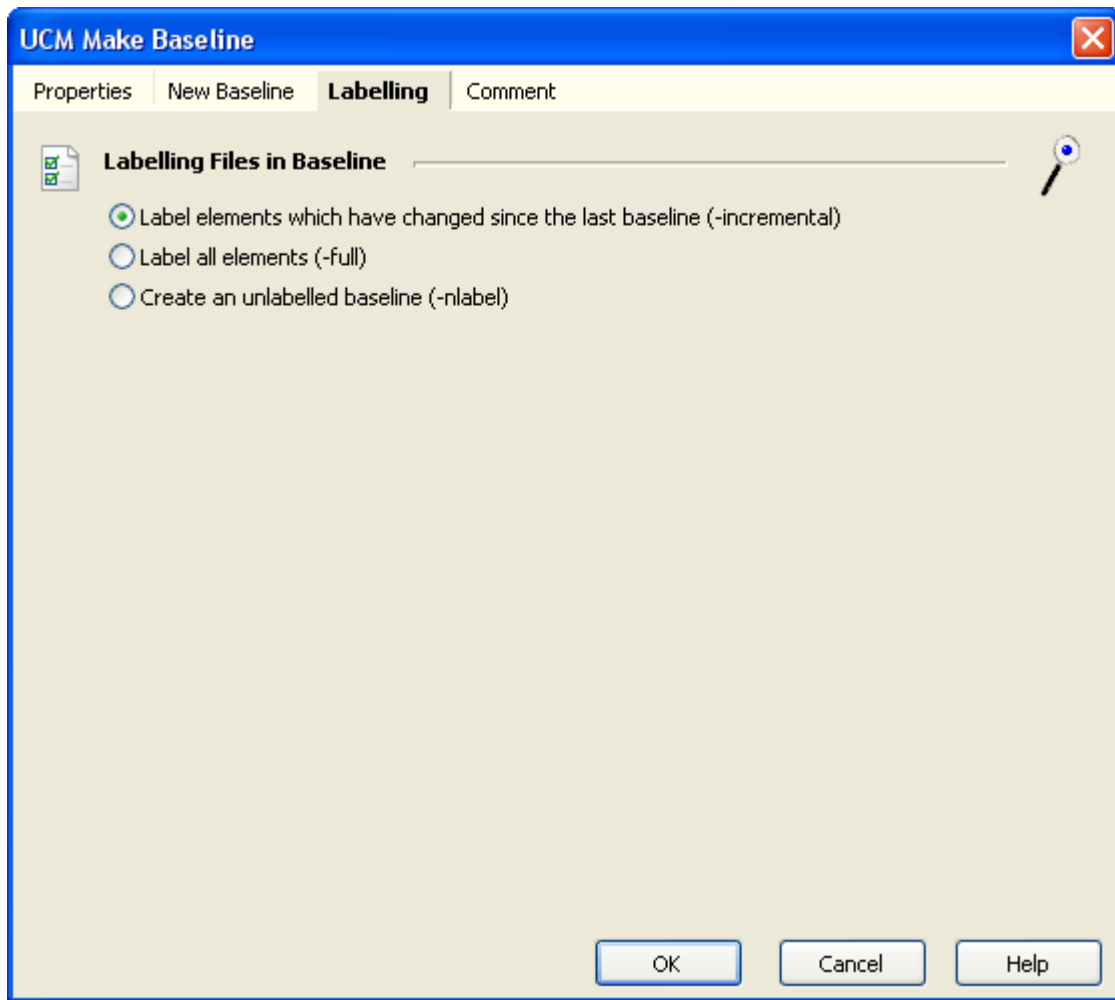 UCM Make Baseline
Properties New Baseline Labelling Comment
Labelling Files in Baseline
Label elements which have changed since the last baseline (-incremental)
Label all elements (-full)
Create an unlabelled baseline (-nlabel)
OK Cancel Help